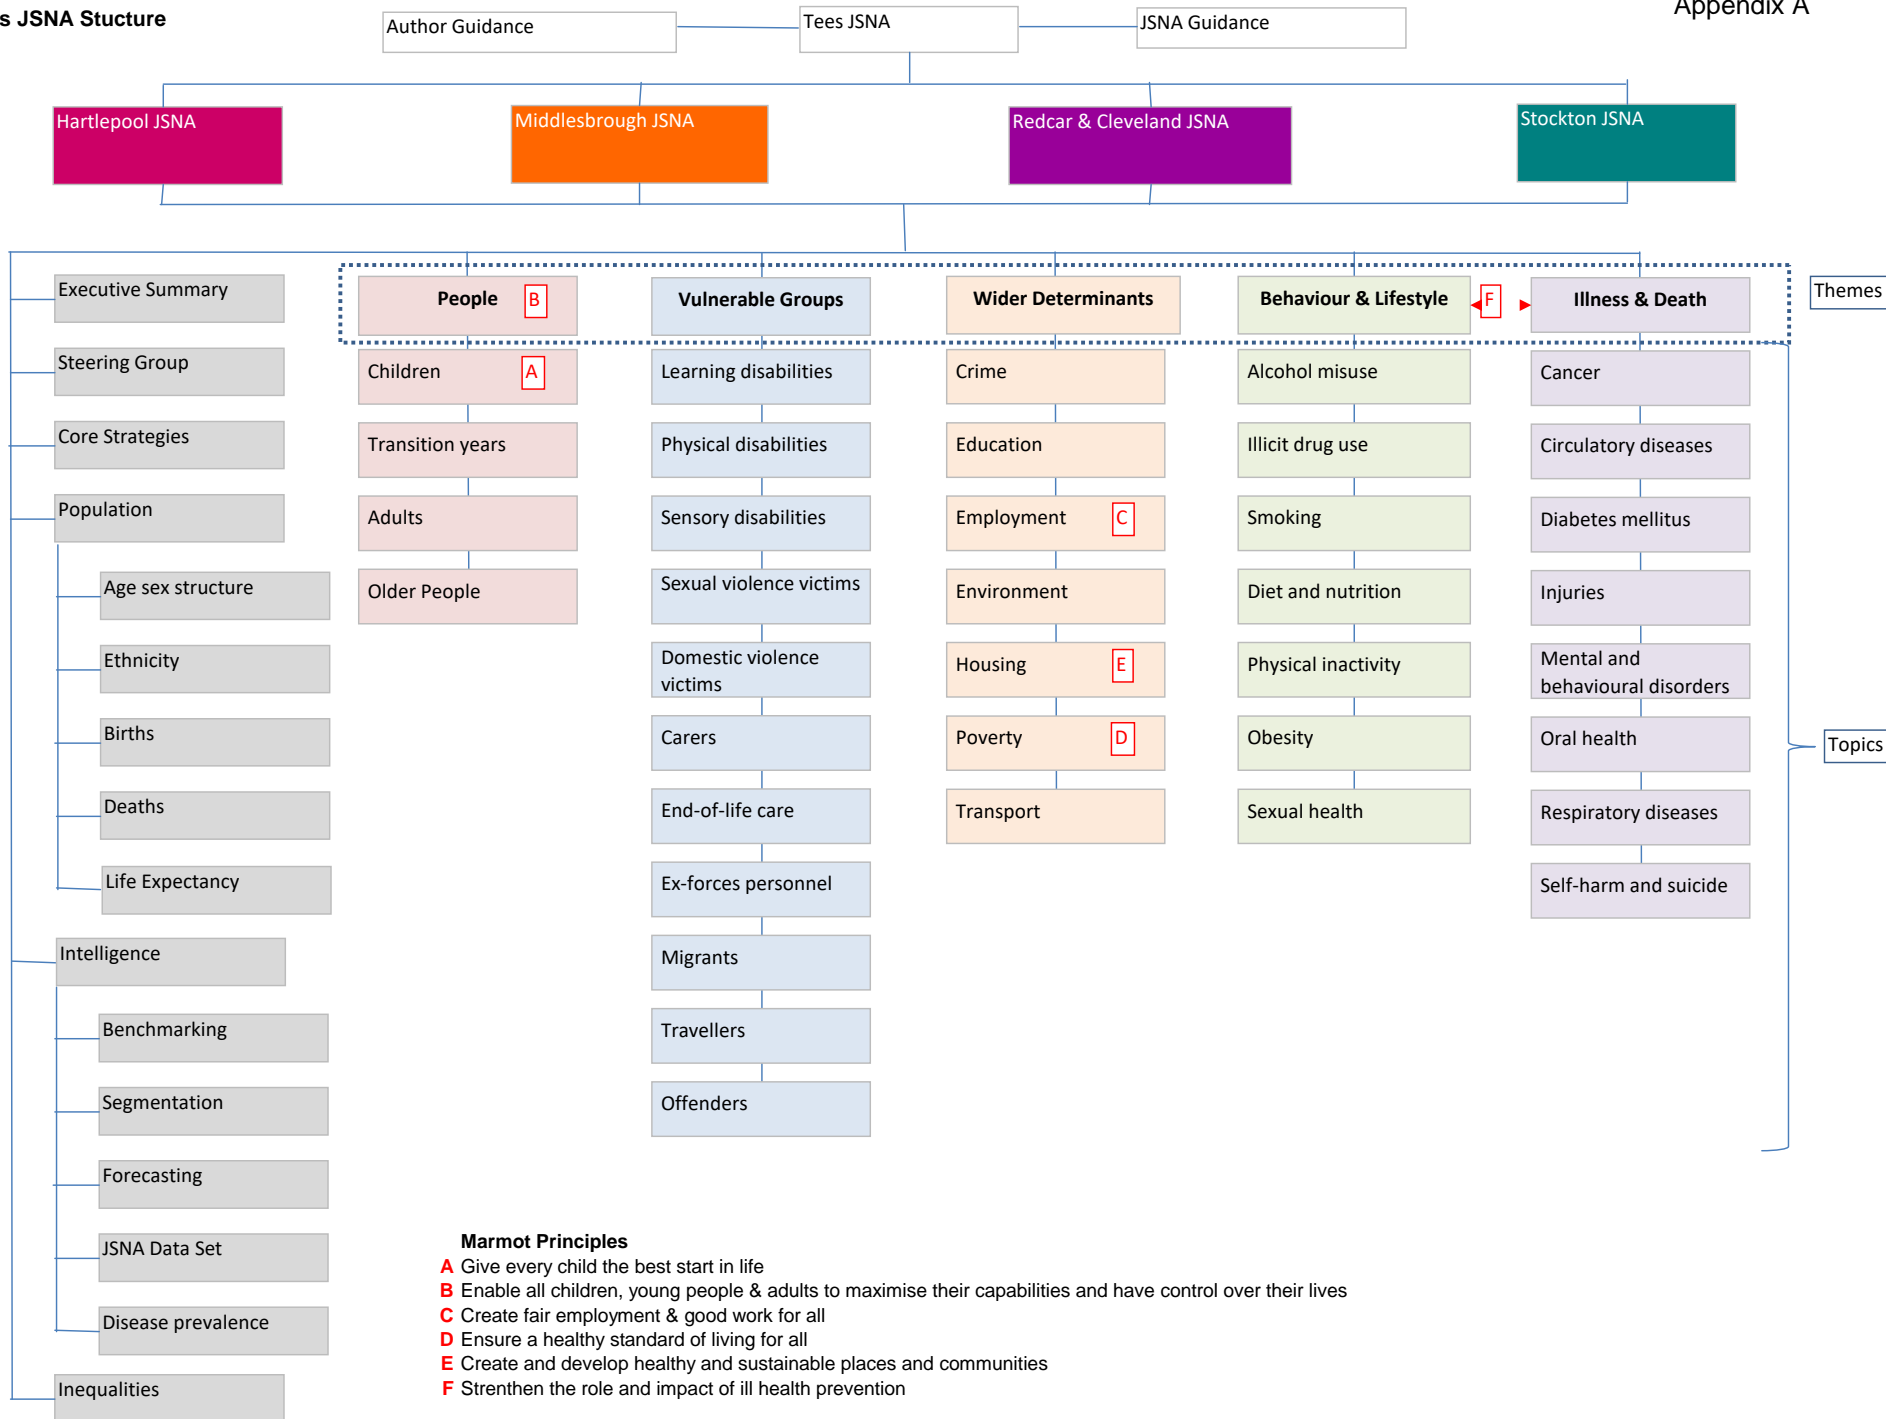 s JSNA Stucture
Appendix A
Author Guidance
Tees JSNA
JSNA Guidance
Hartlepool JSNA
Middlesbrough JSNA
Redcar & Cleveland JSNA
Stockton JSNA
Executive Summary
Steering Group
Core Strategies
Population
Age sex structure
Ethnicity
Births
Deaths
Life Expectancy
Intelligence
Benchmarking
Segmentation
Forecasting
JSNA Data Set
Disease prevalence
Inequalities
People B
Children A
Transition years
Adults
Older People
Vulnerable Groups
Learning disabilities
Physical disabilities
Sensory disabilities
Sexual violence victims
Domestic violence
victims
Carers
End-of-life care
Ex-forces personnel
Migrants
Travellers
Offenders
Wider Determinants
Crime
Education
Employment C
Environment
Housing E
Poverty D
Transport
Behaviour & Lifestyle
F
Alcohol misuse
Illicit drug use
Smoking
Diet and nutrition
Physical inactivity
Obesity
Sexual health
Illness & Death
Cancer
Circulatory diseases
Diabetes mellitus
Injuries
Mental and
behavioural disorders
Oral health
Respiratory diseases
Self-harm and suicide
Themes
Topics
Marmot Principles
A Give every child the best start in life
B Enable all children, young people & adults to maximise their capabilities and have control over their lives
C Create fair employment & good work for all
D Ensure a healthy standard of living for all
E Create and develop healthy and sustainable places and communities
F Strenthen the role and impact of ill health prevention